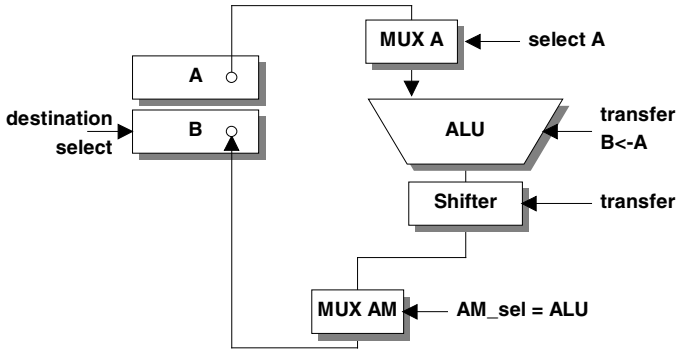 MUX A
select A
A
destination
select
B
ALU
transfer
B<-A
Shifter
transfer
MUX AM
AM_sel = ALU